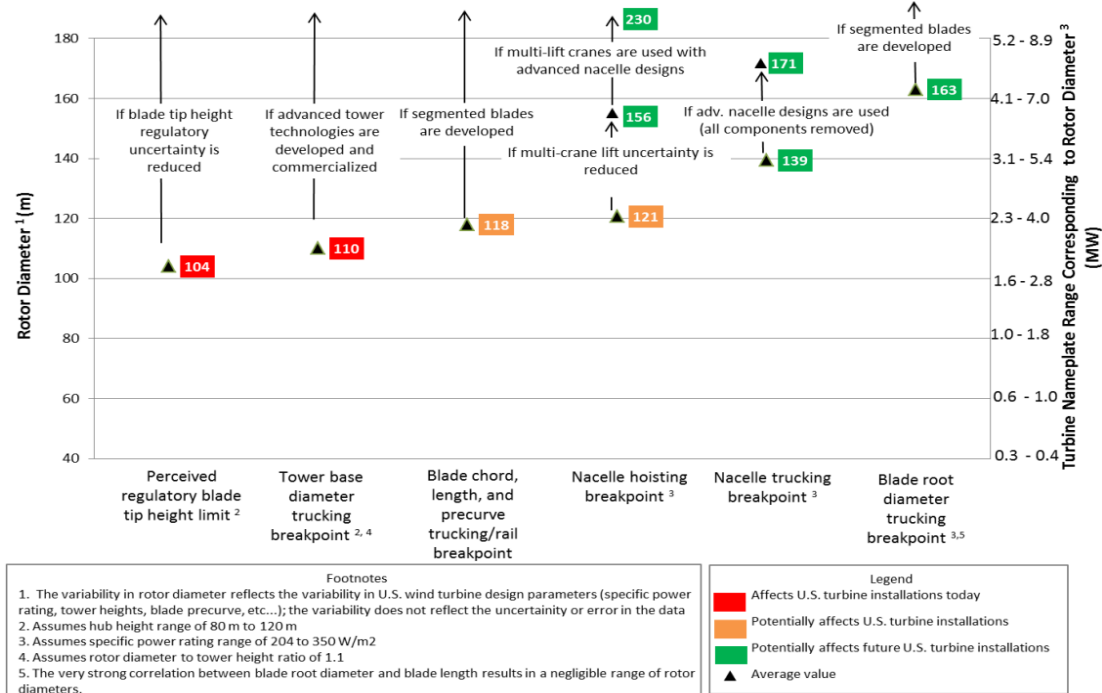 180
160
140
120
100
80
60
40
Rotor Diameter 1 (m)
If blade tip height
regulatory
uncertainty is
reduced
104
If advanced tower
technologies are
developed and
commercialized
110
If segmented blades
are developed
118
230
If multi-lift cranes are used with
advanced nacelle designs
156
If multi-crane lift uncertainty is
reduced
121
171
If adv. nacelle designs are used
(all components removed)
139
If segmented blades
are developed
163
5.2 - 8.9
4.1 - 7.0
3.1 - 5.4
2.3 - 4.0
1.6 - 2.8
1.0 - 1.8
0.6 - 1.0
0.3 - 0.4
Turbine Nameplate Range Corresponding to Rotor Diameter 3
(MW)
Perceived
regulatory blade
tip height limit 2
Tower base
diameter
trucking
breakpoint 2, 4
Blade chord,
length, and
precurve
trucking/rail
breakpoint
Nacelle hoisting
breakpoint 3
Nacelle trucking
breakpoint 3
Blade root
diameter
trucking
breakpoint 3,5
Footnotes
1. The variability in rotor diameter reflects the variability in U.S. wind turbine design parameters (specific power
rating, tower heights, blade precurve, etc...); the variability does not reflect the uncertainty or error in the data
2. Assumes hub height range of 80 m to 120 m
3. Assumes specific power rating range of 204 to 350 W/m2
4. Assumes rotor diameter to tower height ratio of 1.1
5. The very strong correlation between blade root diameter and blade length results in a negligible range of rotor
diameters.
Legend
Affects U.S. turbine installations today
Potentially affects U.S. turbine installations
Potentially affects future U.S. turbine installations
Average value